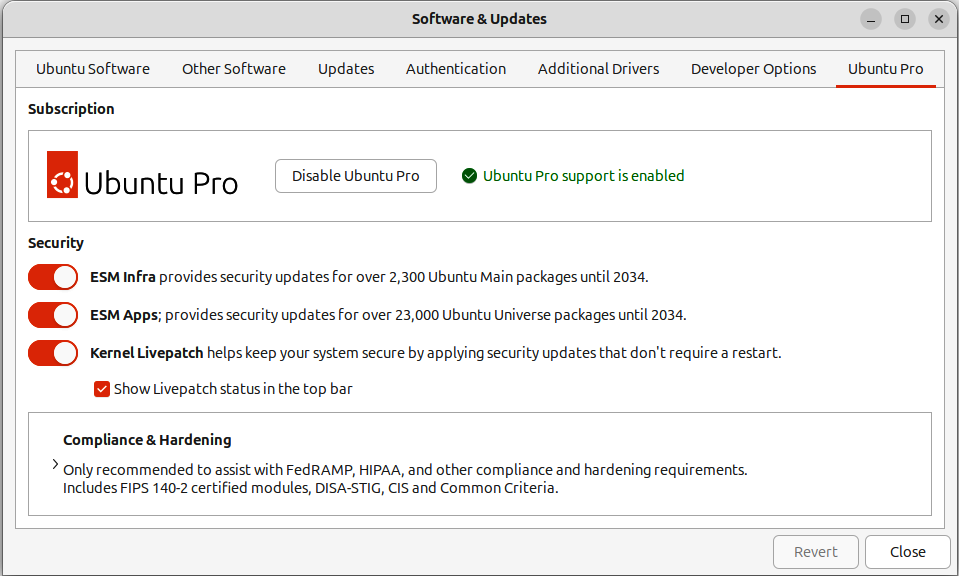 Software & Updates
Ubuntu Software Other Software Updates Authentication Additional Drivers Developer Options Ubuntu Pro
Subscription
Ubuntu Pro Disable Ubuntu Pro Ubuntu Pro support is enabled
Security
ESM Infra provides security updates for over 2,300 Ubuntu Main packages until 2034.
ESM Apps; provides security updates for over 23,000 Ubuntu Universe packages until 2034.
Kernel Livepatch helps keep your system secure by applying security updates that don't require a restart.
Show Livepatch status in the top bar
Compliance & Hardening
Only recommended to assist with FedRAMP, HIPAA, and other compliance and hardening requirements.
Includes FIPS 140-2 certified modules, DISA-STIG, CIS and Common Criteria.
Revert Close